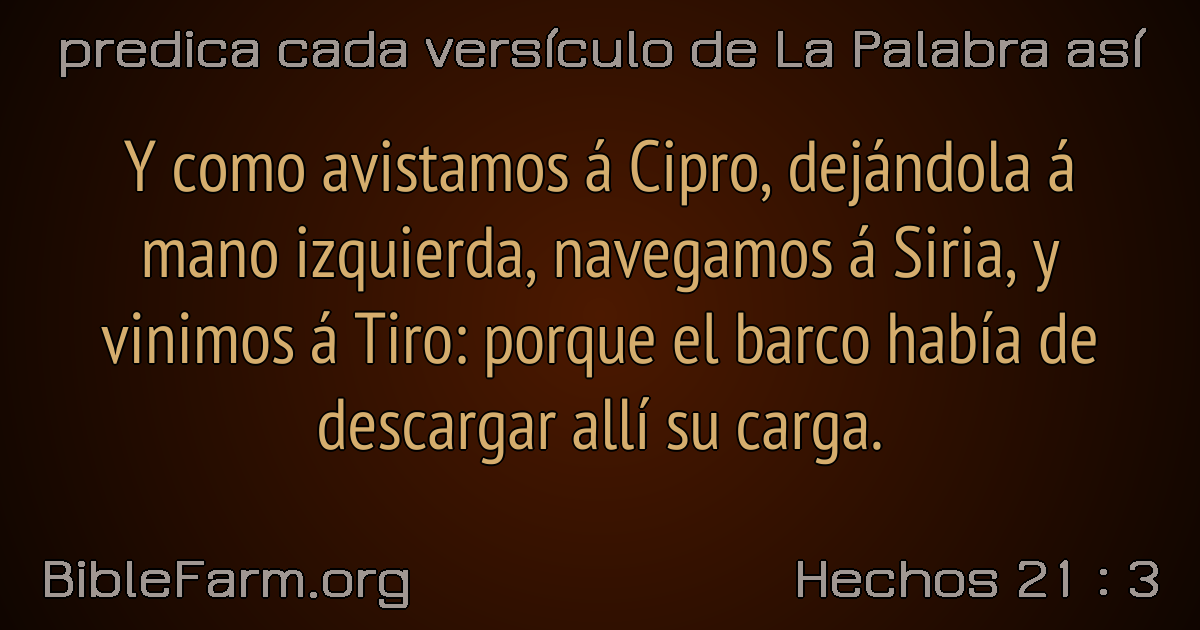 predica cada versículo de La Palabra así
Y como avistamos á Cipro, dejándola á
mano izquierda, navegamos á Siria, y
vinimos á Tiro: porque el barco había de
descargar allí su carga.
BibleFarm.org
Hechos 21 : 3